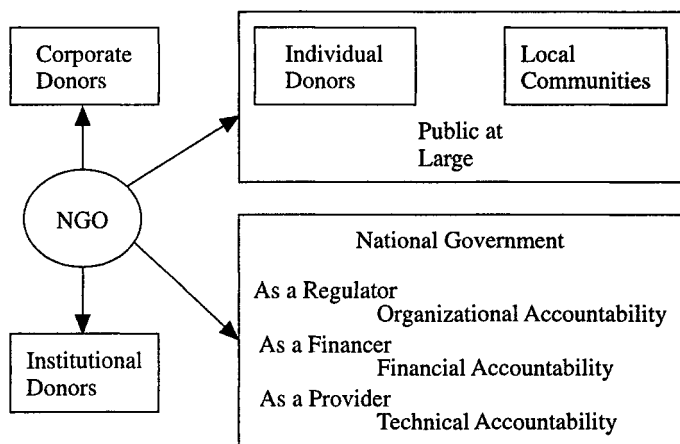 Corporate
Donors
Individual
Donors
Local
Communities
Public at
Large
NGO
National Government
As a Regulator
Organizational Accountability
As a Financer
Financial Accountability
As a Provider
Technical Accountability
Institutional
Donors